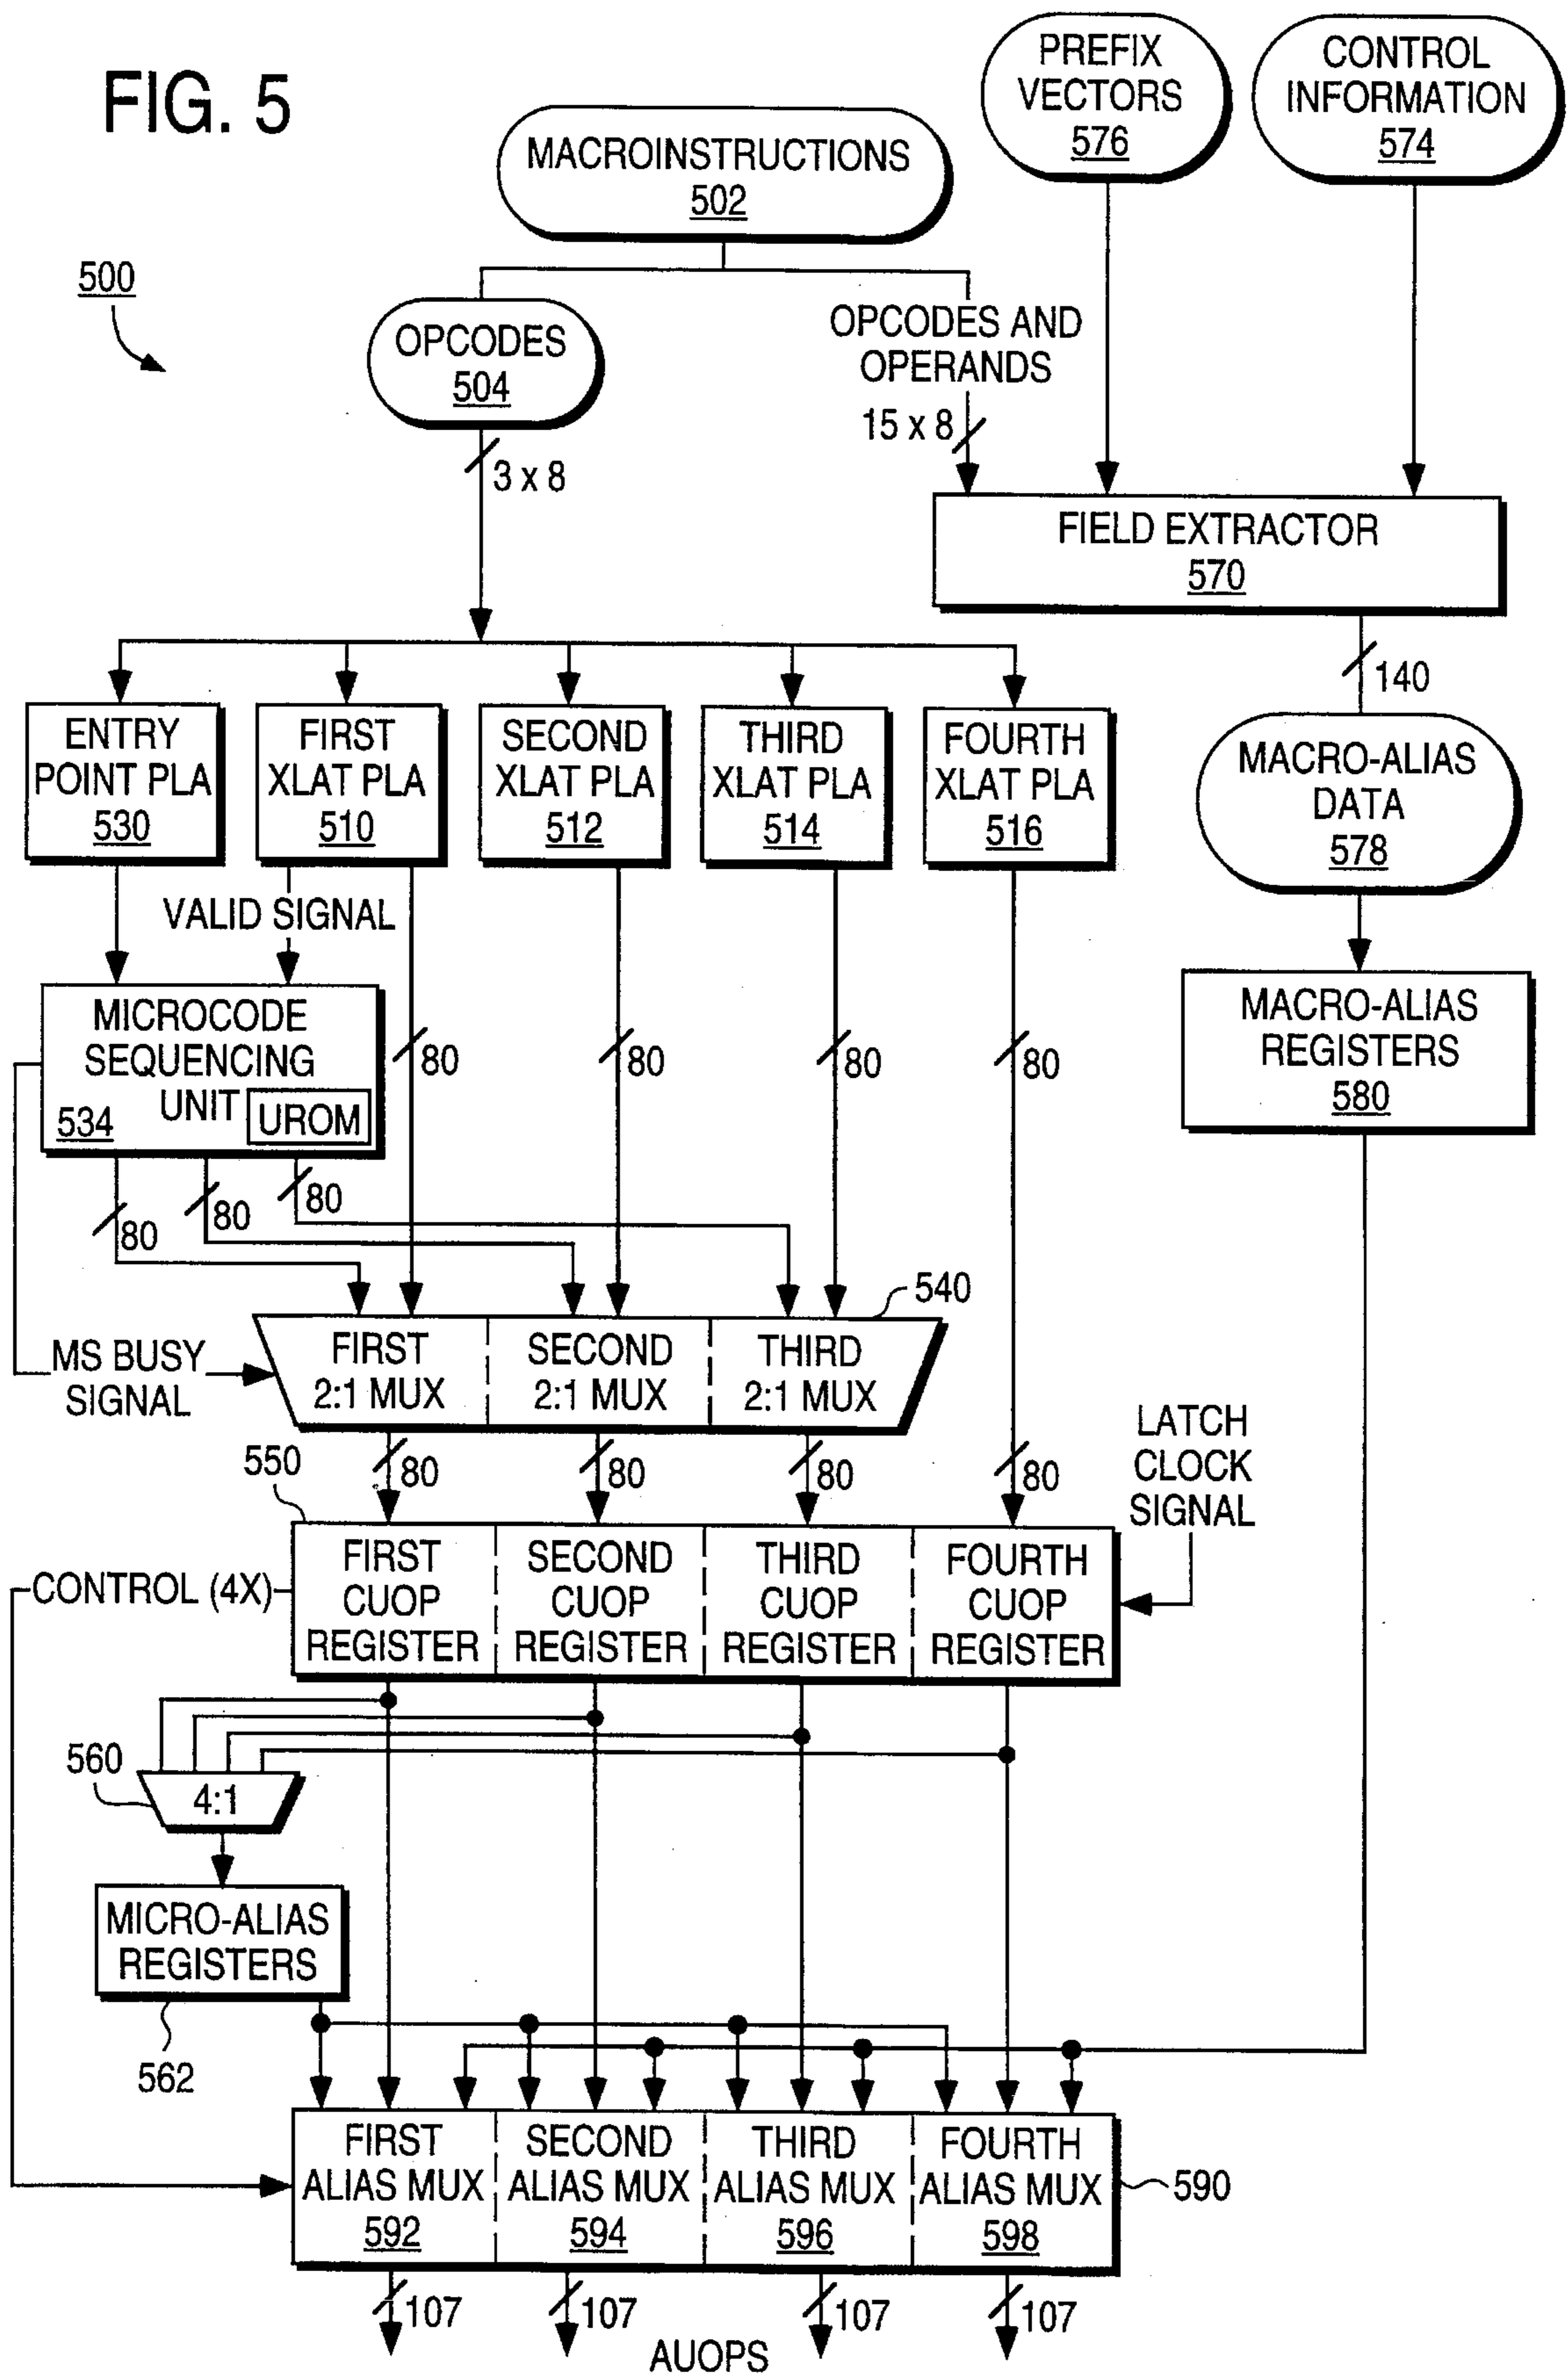 FIG. 5
PREFIX
VECTORS
576
CONTROL
INFORMATION
574
MACROINSTRUCTIONS
502
500
OPCODES
504
OPCODES AND
OPERANDS
15 x 8
3 x 8
FIELD EXTRACTOR
570
140
ENTRY
POINT PLA
530
FIRST
XLAT PLA
510
SECOND
XLAT PLA
512
THIRD
XLAT PLA
514
FOURTH
XLAT PLA
516
MACRO-ALIAS
DATA
578
VALID SIGNAL
MICROCODE
SEQUENCING
UNIT
534
UROM
80
80
80
80
MACRO-ALIAS
REGISTERS
580
80
80
80
540
MS BUSY
SIGNAL
FIRST
2:1 MUX
SECOND
2:1 MUX
THIRD
2:1 MUX
550
80
80
80
80
LATCH
CLOCK
SIGNAL
CONTROL (4X)
FIRST
CUOP
REGISTER
SECOND
CUOP
REGISTER
THIRD
CUOP
REGISTER
FOURTH
CUOP
REGISTER
560
4:1
MICRO-ALIAS
REGISTERS
562
FIRST
ALIAS MUX
592
SECOND
ALIAS MUX
594
THIRD
ALIAS MUX
596
FOURTH
ALIAS MUX
598
590
107
107
107
107
AUOPS